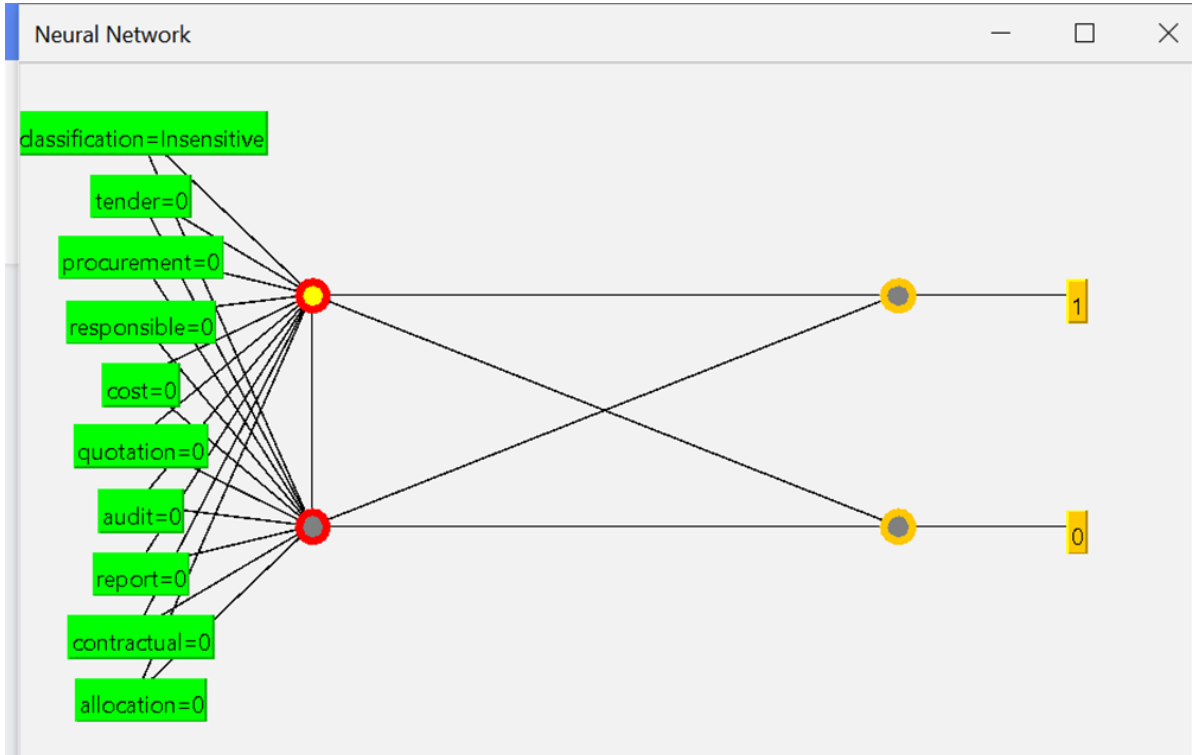 Neural Network
classification=Insensitive
tender=0
procurement=0
responsible=0
cost=0
quotation=0
audit=0
report=0
contractual=0
allocation=0
1
0